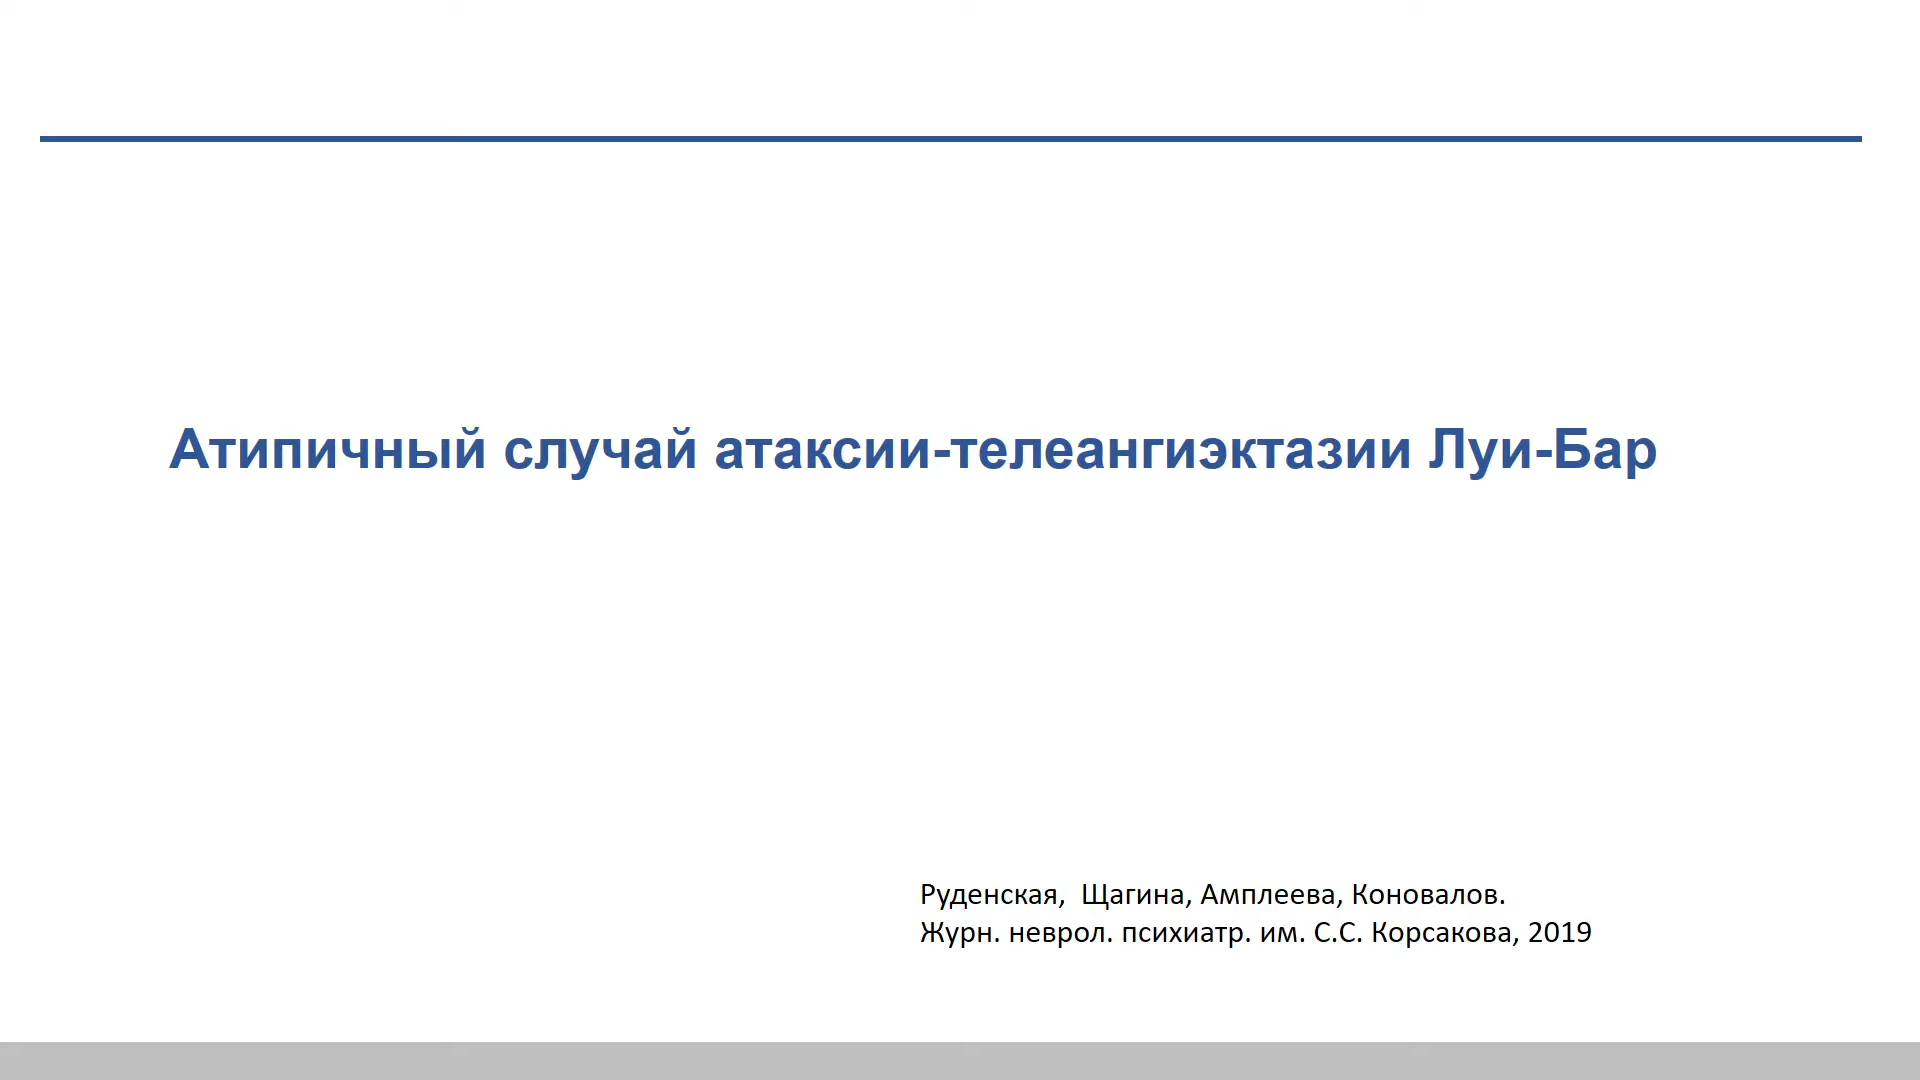 Атипичный случай атаксии-телеангиэктазии Луи-Бар
Руденская,  Щагина, Амплеева, Коновалов.
Журн. неврол. психиатр. им. С.С. Корсакова, 2019